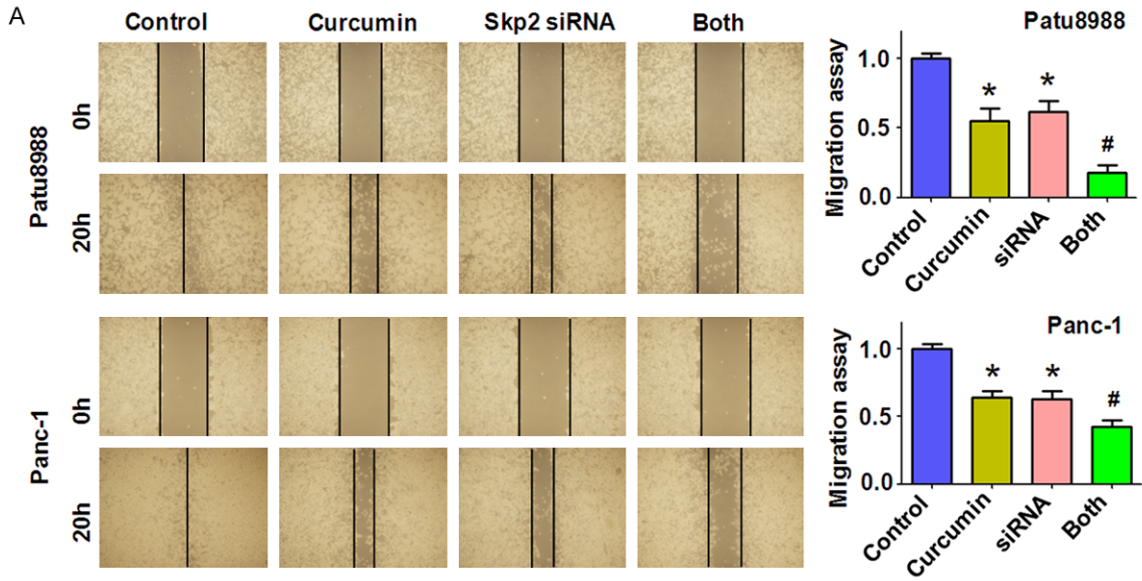 A
Control Curcumin Skp2 siRNA Both
Patu8988
0h
20h
Panc-1
0h
20h
Patu8988
Migration assay
1.0
0.5
0.0
* * #
Control Curcumin siRNA Both
Panc-1
Migration assay
1.0
0.5
0.0
* * #
Control Curcumin siRNA Both